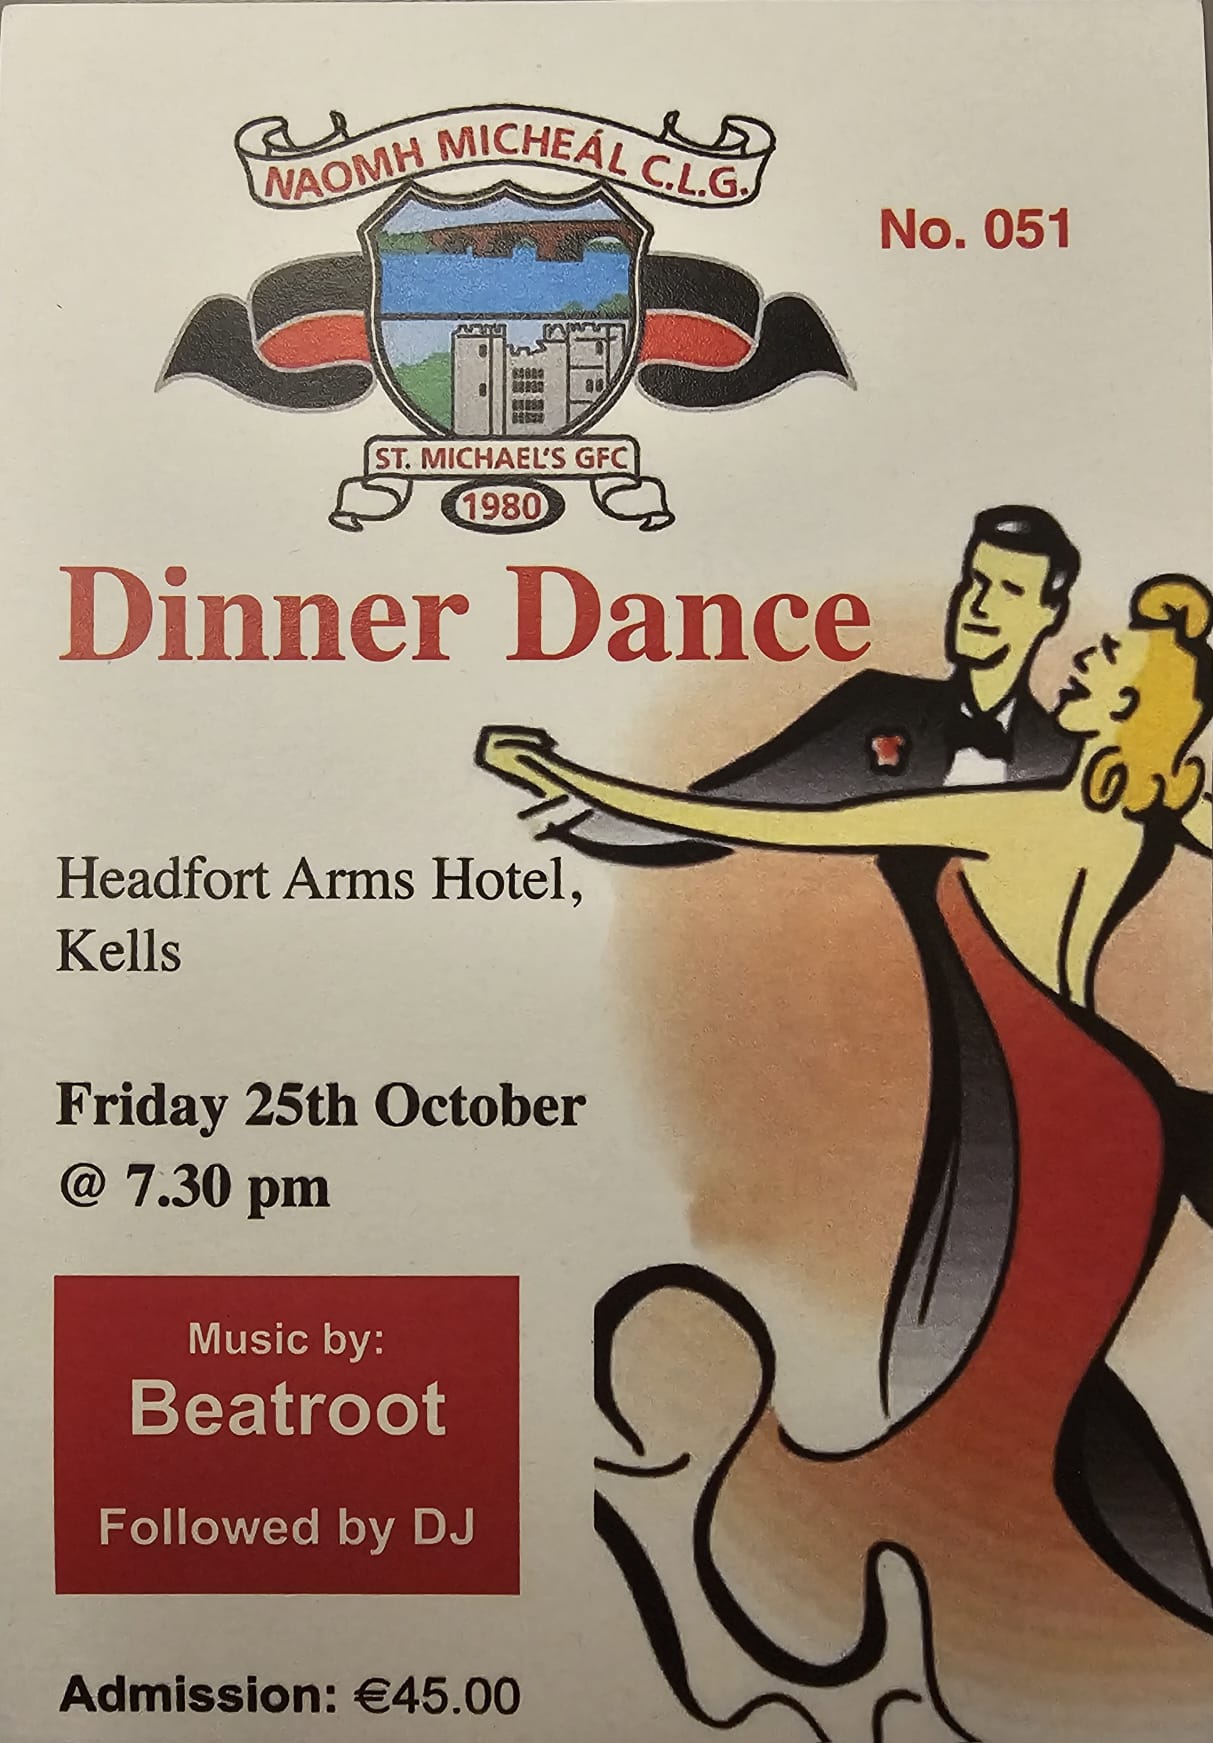 NAOMH MICHEÁL C.L.G.
No. 051
ST. MICHAEL'S GFC
1980
Dinner Dance
Headfort Arms Hotel,
Kells
Friday 25th October
@ 7.30 pm
Music by:
Beatroot
Followed by DJ
Admission: €45.00